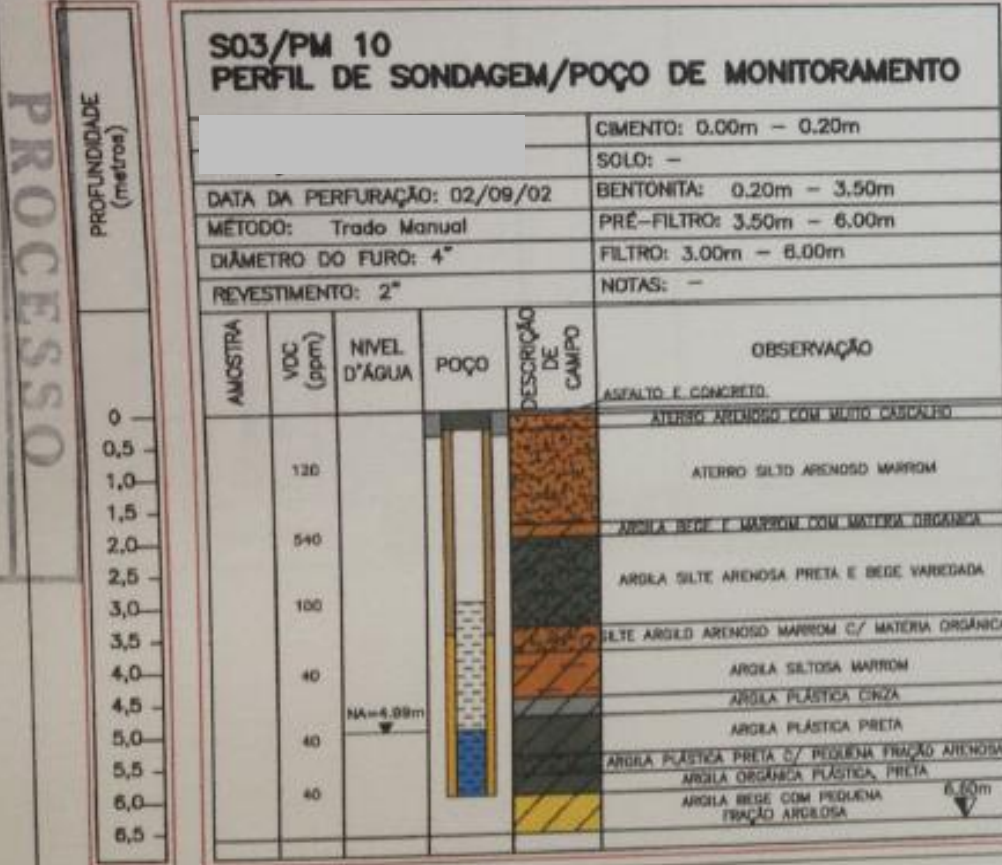 PROCESSO
PROFUNDIDADE
(metros)
S03/PM 10
PERFIL DE SONDAGEM/POÇO DE MONITORAMENTO
CIMENTO: 0.00m – 0.20m
SOLO: –
DATA DA PERFURAÇÃO: 02/09/02
BENTONITA: 0.20m – 3.50m
MÉTODO: Trado Manual
PRÉ-FILTRO: 3.50m – 6.00m
DIÂMETRO DO FURO: 4"
FILTRO: 3.00m – 6.00m
REVESTIMENTO: 2"
NOTAS: –
AMOSTRA
VOC
(ppm)
NIVEL
D'ÁGUA
POÇO
DESCRIÇÃO
DE
CAMPO
OBSERVAÇÃO
ASFALTO E CONCRETO
0
ATERRO ARENOSO COM MUITO CASCALHO
0,5
120
ATERRO SILTO ARENOSO MARROM
1,0
1,5
ARGILA BEGE E MARROM COM MATERIA ORGANICA
540
2,0
2,5
ARGILA SILTE ARENOSA PRETA E BEGE VARIEGADA
100
3,0
3,5
SILTE ARGILO ARENOSO MARROM C/ MATERIA ORGÂNICA
4,0
40
ARGILA SILTOSA MARROM
4,5
ARGILA PLÁSTICA CINZA
NA=4.99m
ARGILA PLÁSTICA PRETA
5,0
40
ARGILA PLÁSTICA PRETA C/ PEQUENA FRAÇÃO ARENOSA
5,5
ARGILA ORGÂNICA PLÁSTICA, PRETA
6,0
40
ARGILA BEGE COM PEQUENA
FRAÇÃO ARGILOSA
6.60m
6,5